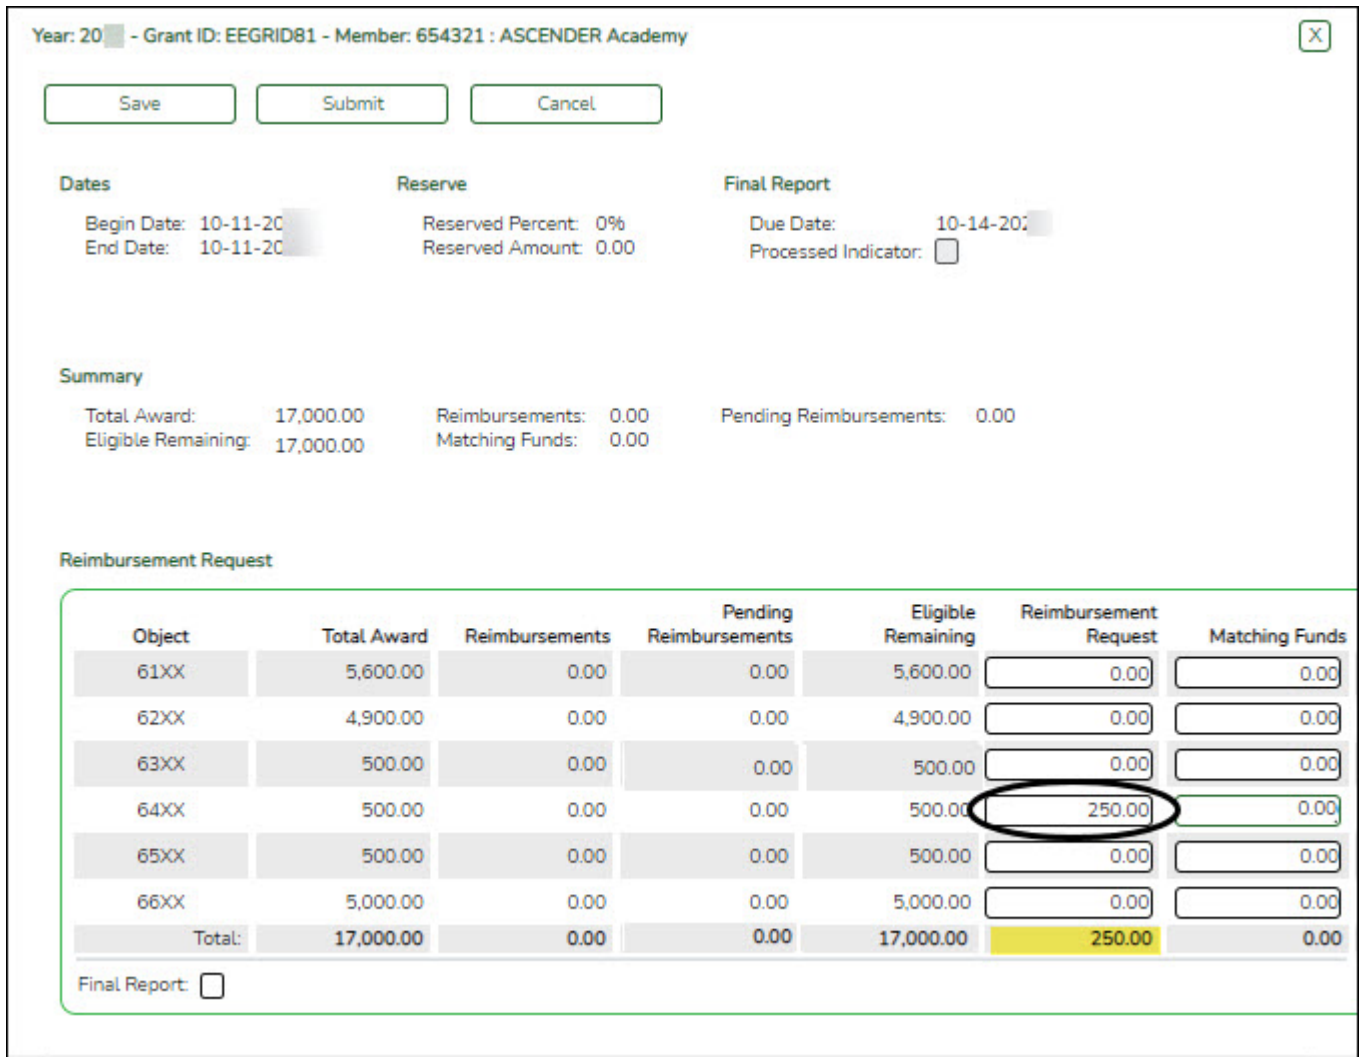 Year: 20 - Grant ID: EEGRID81 - Member: 654321 : ASCENDER Academy X
Save Submit Cancel
Dates Reserve Final Report
Begin Date: 10-11-20 Reserved Percent: 0% Due Date: 10-14-202
End Date: 10-11-20 Reserved Amount: 0.00 Processed Indicator:
Summary
Total Award: 17,000.00 Reimbursements: 0.00 Pending Reimbursements: 0.00
Eligible Remaining: 17,000.00 Matching Funds: 0.00
Reimbursement Request
Pending Eligible Reimbursement
Object Total Award Reimbursements Reimbursements Remaining Request Matching Funds
61XX 5,600.00 0.00 0.00 5,600.00 0.00 0.00
62XX 4,900.00 0.00 0.00 4,900.00 0.00 0.00
63XX 500.00 0.00 0.00 500.00 0.00 0.00
64XX 500.00 0.00 0.00 500.00 250.00 0.00
65XX 500.00 0.00 0.00 500.00 0.00 0.00
66XX 5,000.00 0.00 0.00 5,000.00 0.00 0.00
Total: 17,000.00 0.00 0.00 17,000.00 250.00 0.00
Final Report: